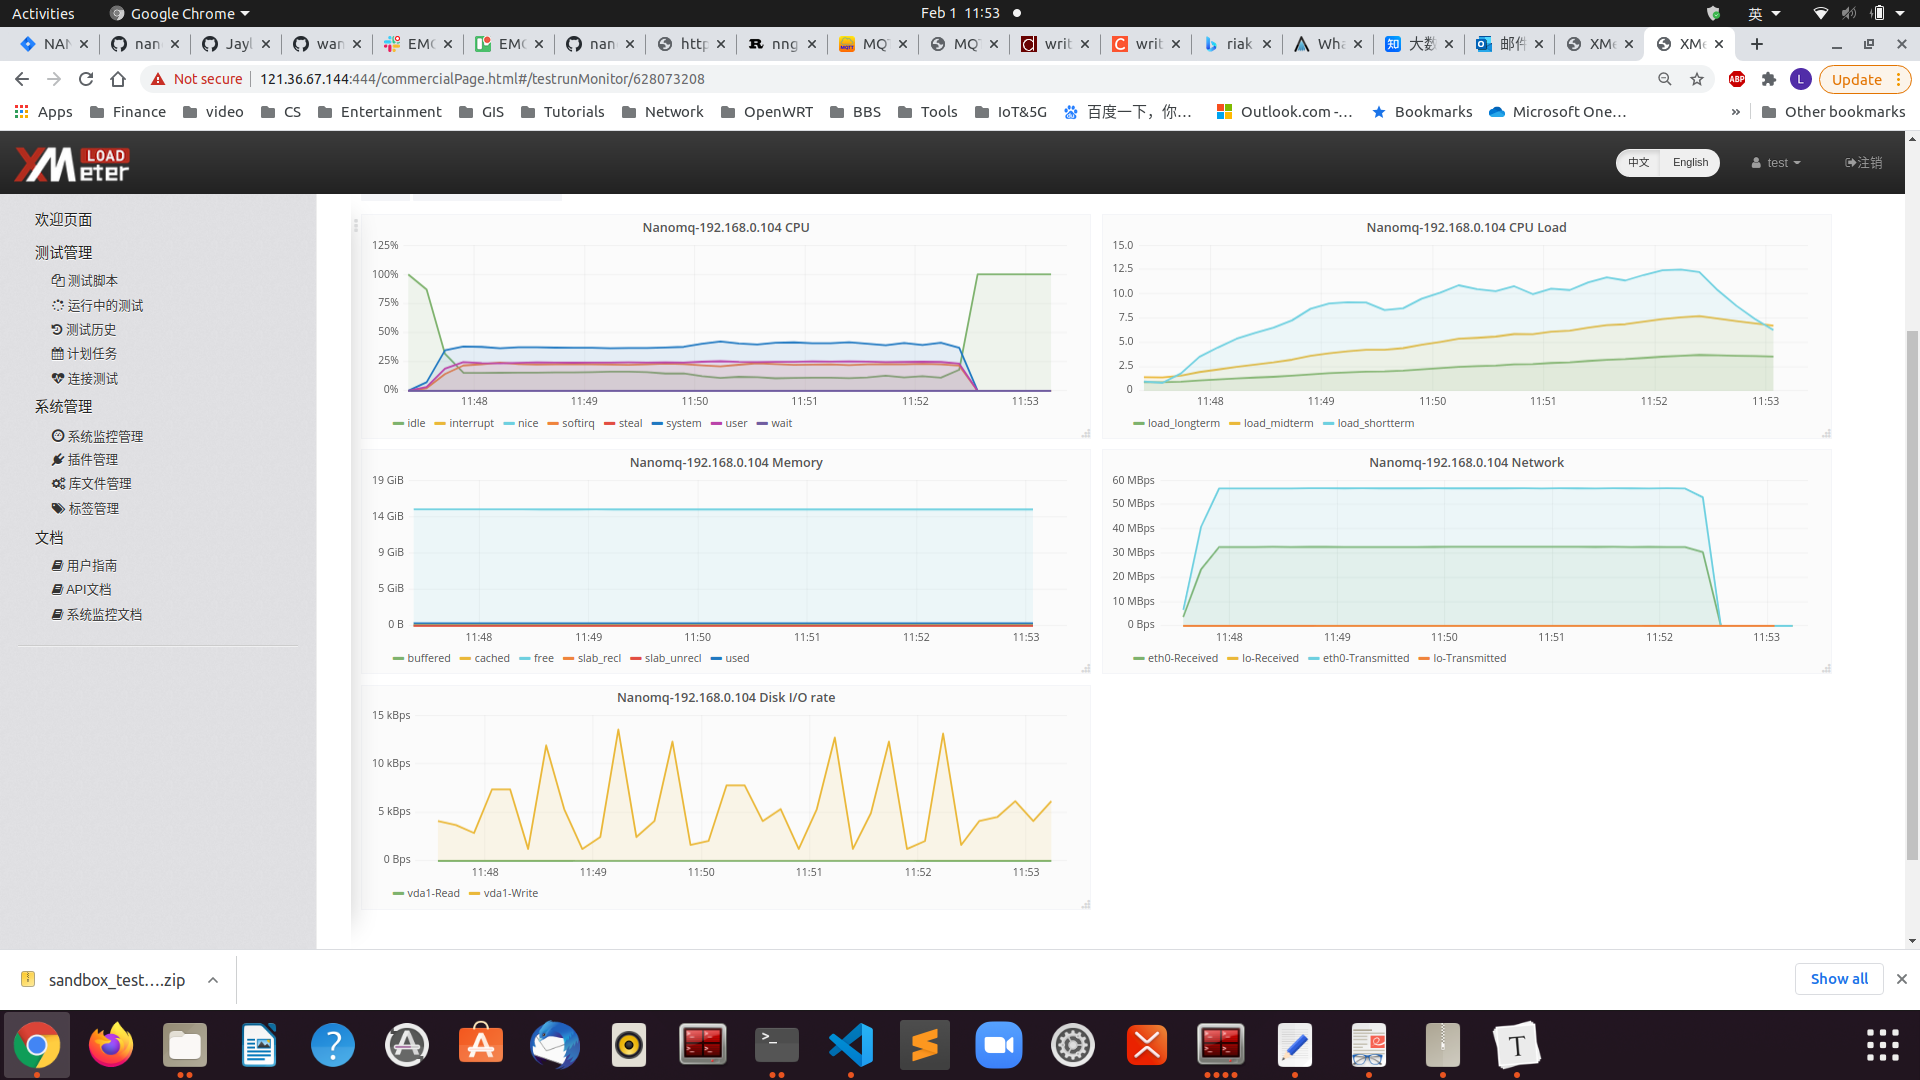 Activities Google Chrome Feb 1 11:53 英
NAN nan Jayl wan EMC EMC nan http nng MQT MQT writ writ riak Wha 大数 邮件 XMe XMe
Not secure 121.36.67.144:444/commercialPage.html#/testrunMonitor/628073208 ABP L Update
Apps Finance video CS Entertainment GIS Tutorials Network OpenWRT BBS Tools IoT&5G 百度一下，你... Outlook.com -... Bookmarks Microsoft One... » Other bookmarks
XMeter LOAD 中文 English test 注销
欢迎页面
测试管理
测试脚本
运行中的测试
测试历史
计划任务
连接测试
系统管理
系统监控管理
插件管理
库文件管理
标签管理
文档
用户指南
API文档
系统监控文档
Nanomq-192.168.0.104 CPU
125%
100%
75%
50%
25%
0%
11:48 11:49 11:50 11:51 11:52 11:53
idle interrupt nice softirq steal system user wait
Nanomq-192.168.0.104 CPU Load
15.0
12.5
10.0
7.5
5.0
2.5
0
11:48 11:49 11:50 11:51 11:52 11:53
load_longterm load_midterm load_shortterm
Nanomq-192.168.0.104 Memory
19 GiB
14 GiB
9 GiB
5 GiB
0 B
11:48 11:49 11:50 11:51 11:52 11:53
buffered cached free slab_recl slab_unrecl used
Nanomq-192.168.0.104 Network
60 MBps
50 MBps
40 MBps
30 MBps
20 MBps
10 MBps
0 Bps
11:48 11:49 11:50 11:51 11:52 11:53
eth0-Received lo-Received eth0-Transmitted lo-Transmitted
Nanomq-192.168.0.104 Disk I/O rate
15 kBps
10 kBps
5 kBps
0 Bps
11:48 11:49 11:50 11:51 11:52 11:53
vda1-Read vda1-Write
sandbox_test....zip Show all